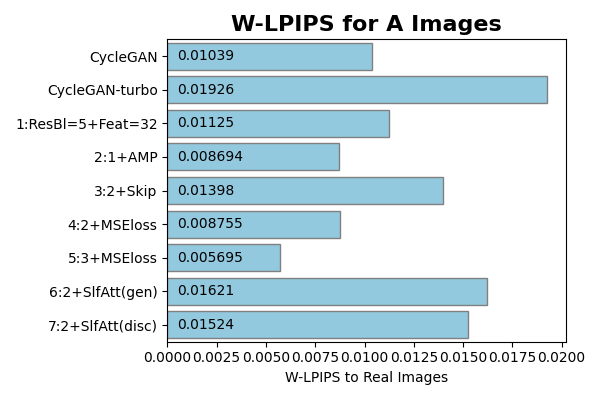 W-LPIPS for A Images
CycleGAN 0.01039
CycleGAN-turbo 0.01926
1:ResBl=5+Feat=32 0.01125
2:1+AMP 0.008694
3:2+Skip 0.01398
4:2+MSEloss 0.008755
5:3+MSEloss 0.005695
6:2+SlfAtt(gen) 0.01621
7:2+SlfAtt(disc) 0.01524
0.0000 0.0025 0.0050 0.0075 0.0100 0.0125 0.0150 0.0175 0.0200
W-LPIPS to Real Images